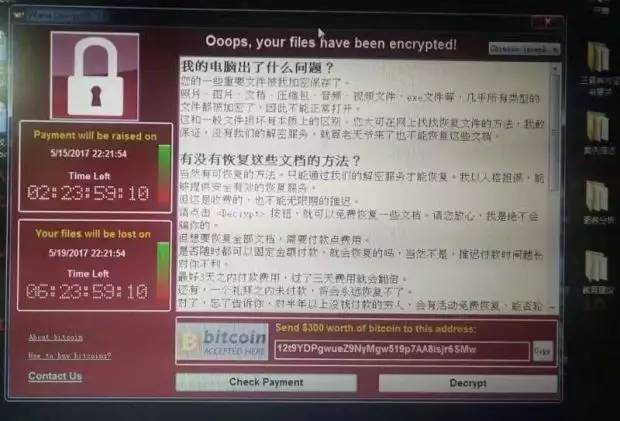 Ooops, your files have been encrypted!
Payment will be raised on
5/15/2017 22:21:54
Time Left
02:23:59:10
Your files will be lost on
5/19/2017 22:21:54
Time Left
06:23:59:10
About bitcoin
How to buy bitcoins?
Contact Us
我的电脑出了什么问题?
您的一些重要文件被我加密保存了。
照片、图片、文档、压缩包、音频、视频文件、exe文件等,几乎所有类型的
文件都被加密了,因此不能正常打开。
这和一般文件损坏有本质上的区别。您大可在网上找找恢复文件的方法,我敢
保证,没有我们的解密服务,就算老天爷来了也不能恢复这些文档。
有没有恢复这些文档的方法?
当然有可恢复的方法。只能通过我们的解密服务才能恢复。我以人格担保,能
够提供安全有效的恢复服务。
但这是收费的,也不能无限期的推迟。
请点击 <Decrypt> 按钮,就可以免费恢复一些文档。请您放心,我是绝不会
骗你的。
但想要恢复全部文档,需要付款点费用。
是否随时都可以固定金额付款,就会恢复的吗,当然不是,推迟付款时间越长
对你不利。
最好3天之内付款费用,过了三天费用就会翻倍。
还有,一个礼拜之内未付款,将会永远恢复不了。
对了,忘了告诉你,对半年以上没钱付款的穷人,会有活动免费恢复,能否轮
bitcoin
ACCEPTED HERE
Send $300 worth of bitcoin to this address:
12t9YDPgwueZ9NyMgw519p7AA8isjr6SMw
Copy
Check Payment
Decrypt